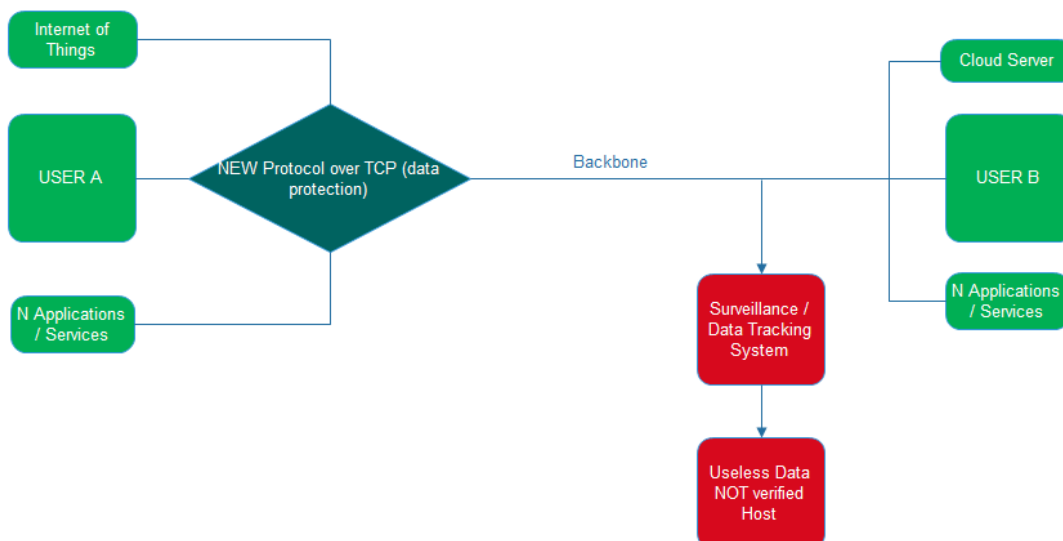 Internet of
Things
Cloud Server
USER A
NEW Protocol over TCP (data
protection)
Backbone
USER B
N Applications
/ Services
Surveillance /
Data Tracking
System
N Applications
/ Services
Useless Data
NOT verified
Host